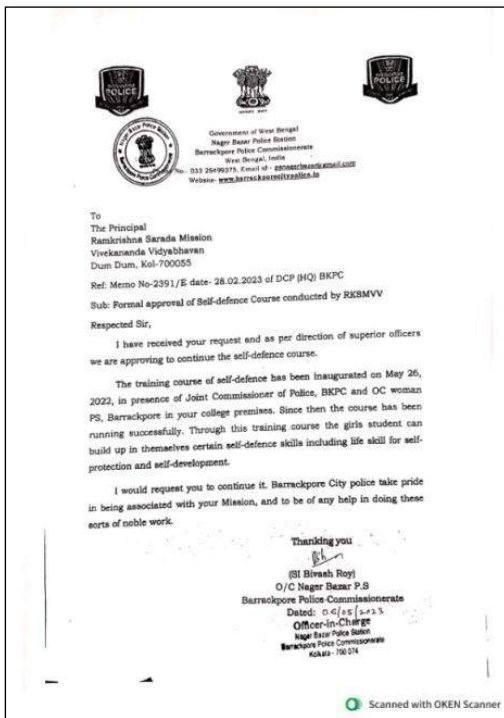 POLICE
POLICE
Government of West Bengal
Nager Bazar Police Station
Barrackpore Police Commissionerate
West Bengal, India
No.- 033 25499375, Email id -
Website- www.barrackporecitypolice.in
To
The Principal
Ramkrishna Sarada Mission
Vivekananda Vidyabhavan
Dum Dum, Kol-700055
Ref: Memo No-2391/E date- 28.02.2023 of DCP (HQ) BKPC
Sub: Formal approval of Self-defence Course conducted by RKSMVV
Respected Sir,
I have received your request and as per direction of superior officers
we are approving to continue the self-defence course.
The training course of self-defence has been inaugurated on May 26,
2022, in presence of Joint Commissioner of Police, BKPC and OC woman
PS, Barrackpore in your college premises. Since then the course has been
running successfully. Through this training course the girls student can
build up in themselves certain self-defence skills including life skill for self-
protection and self-development.
I would request you to continue it. Barrackpore City police take pride
in being associated with your Mission, and to be of any help in doing these
sorts of noble work.
Thanking you
(SI Bivash Roy)
O/C Nager Bazar P.S
Barrackpore Police Commissionerate
Dated: 06/05/2023
Officer-in-Charge
Nager Bazar Police Station
Barrackpore Police Commissionerate
Kolkata - 700 074
Scanned with OKEN Scanner